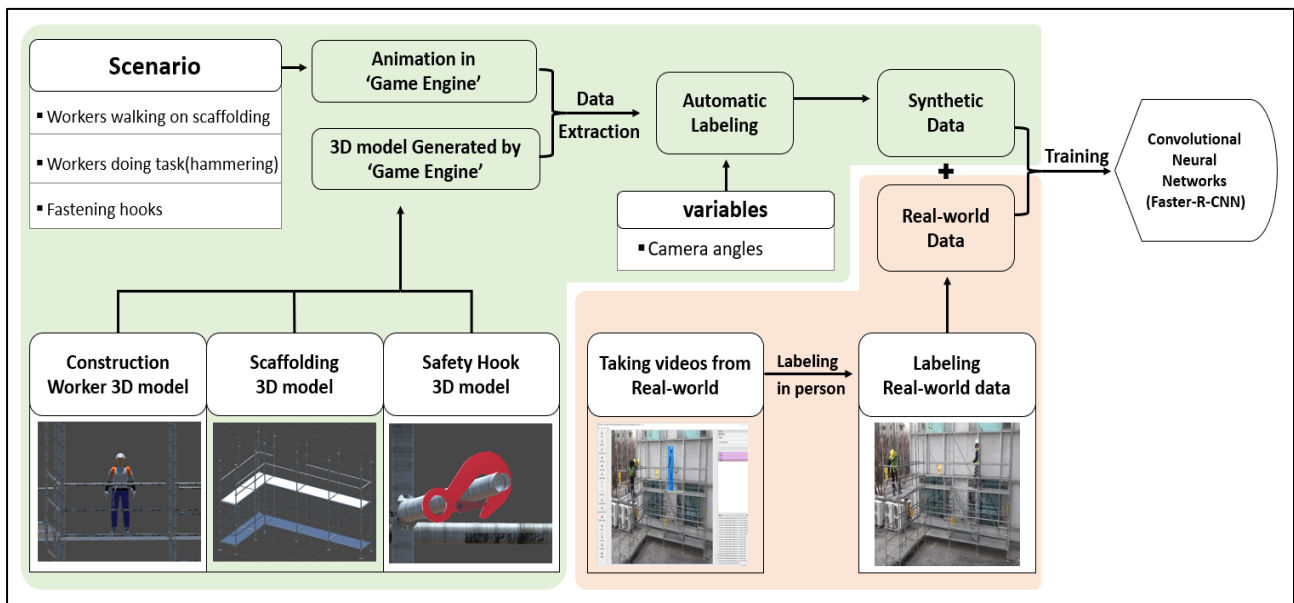 Scenario
▪ Workers walking on scaffolding
▪ Workers doing task(hammering)
▪ Fastening hooks
Animation in
‘Game Engine’
3D model Generated by
‘Game Engine’
Data
Extraction
Automatic
Labeling
variables
▪ Camera angles
Synthetic
Data
+
Real-world
Data
Training
Convolutional
Neural
Networks
(Faster-R-CNN)
Construction
Worker 3D model
Scaffolding
3D model
Safety Hook
3D model
Taking videos from
Real-world
Labeling
in person
Labeling
Real-world data